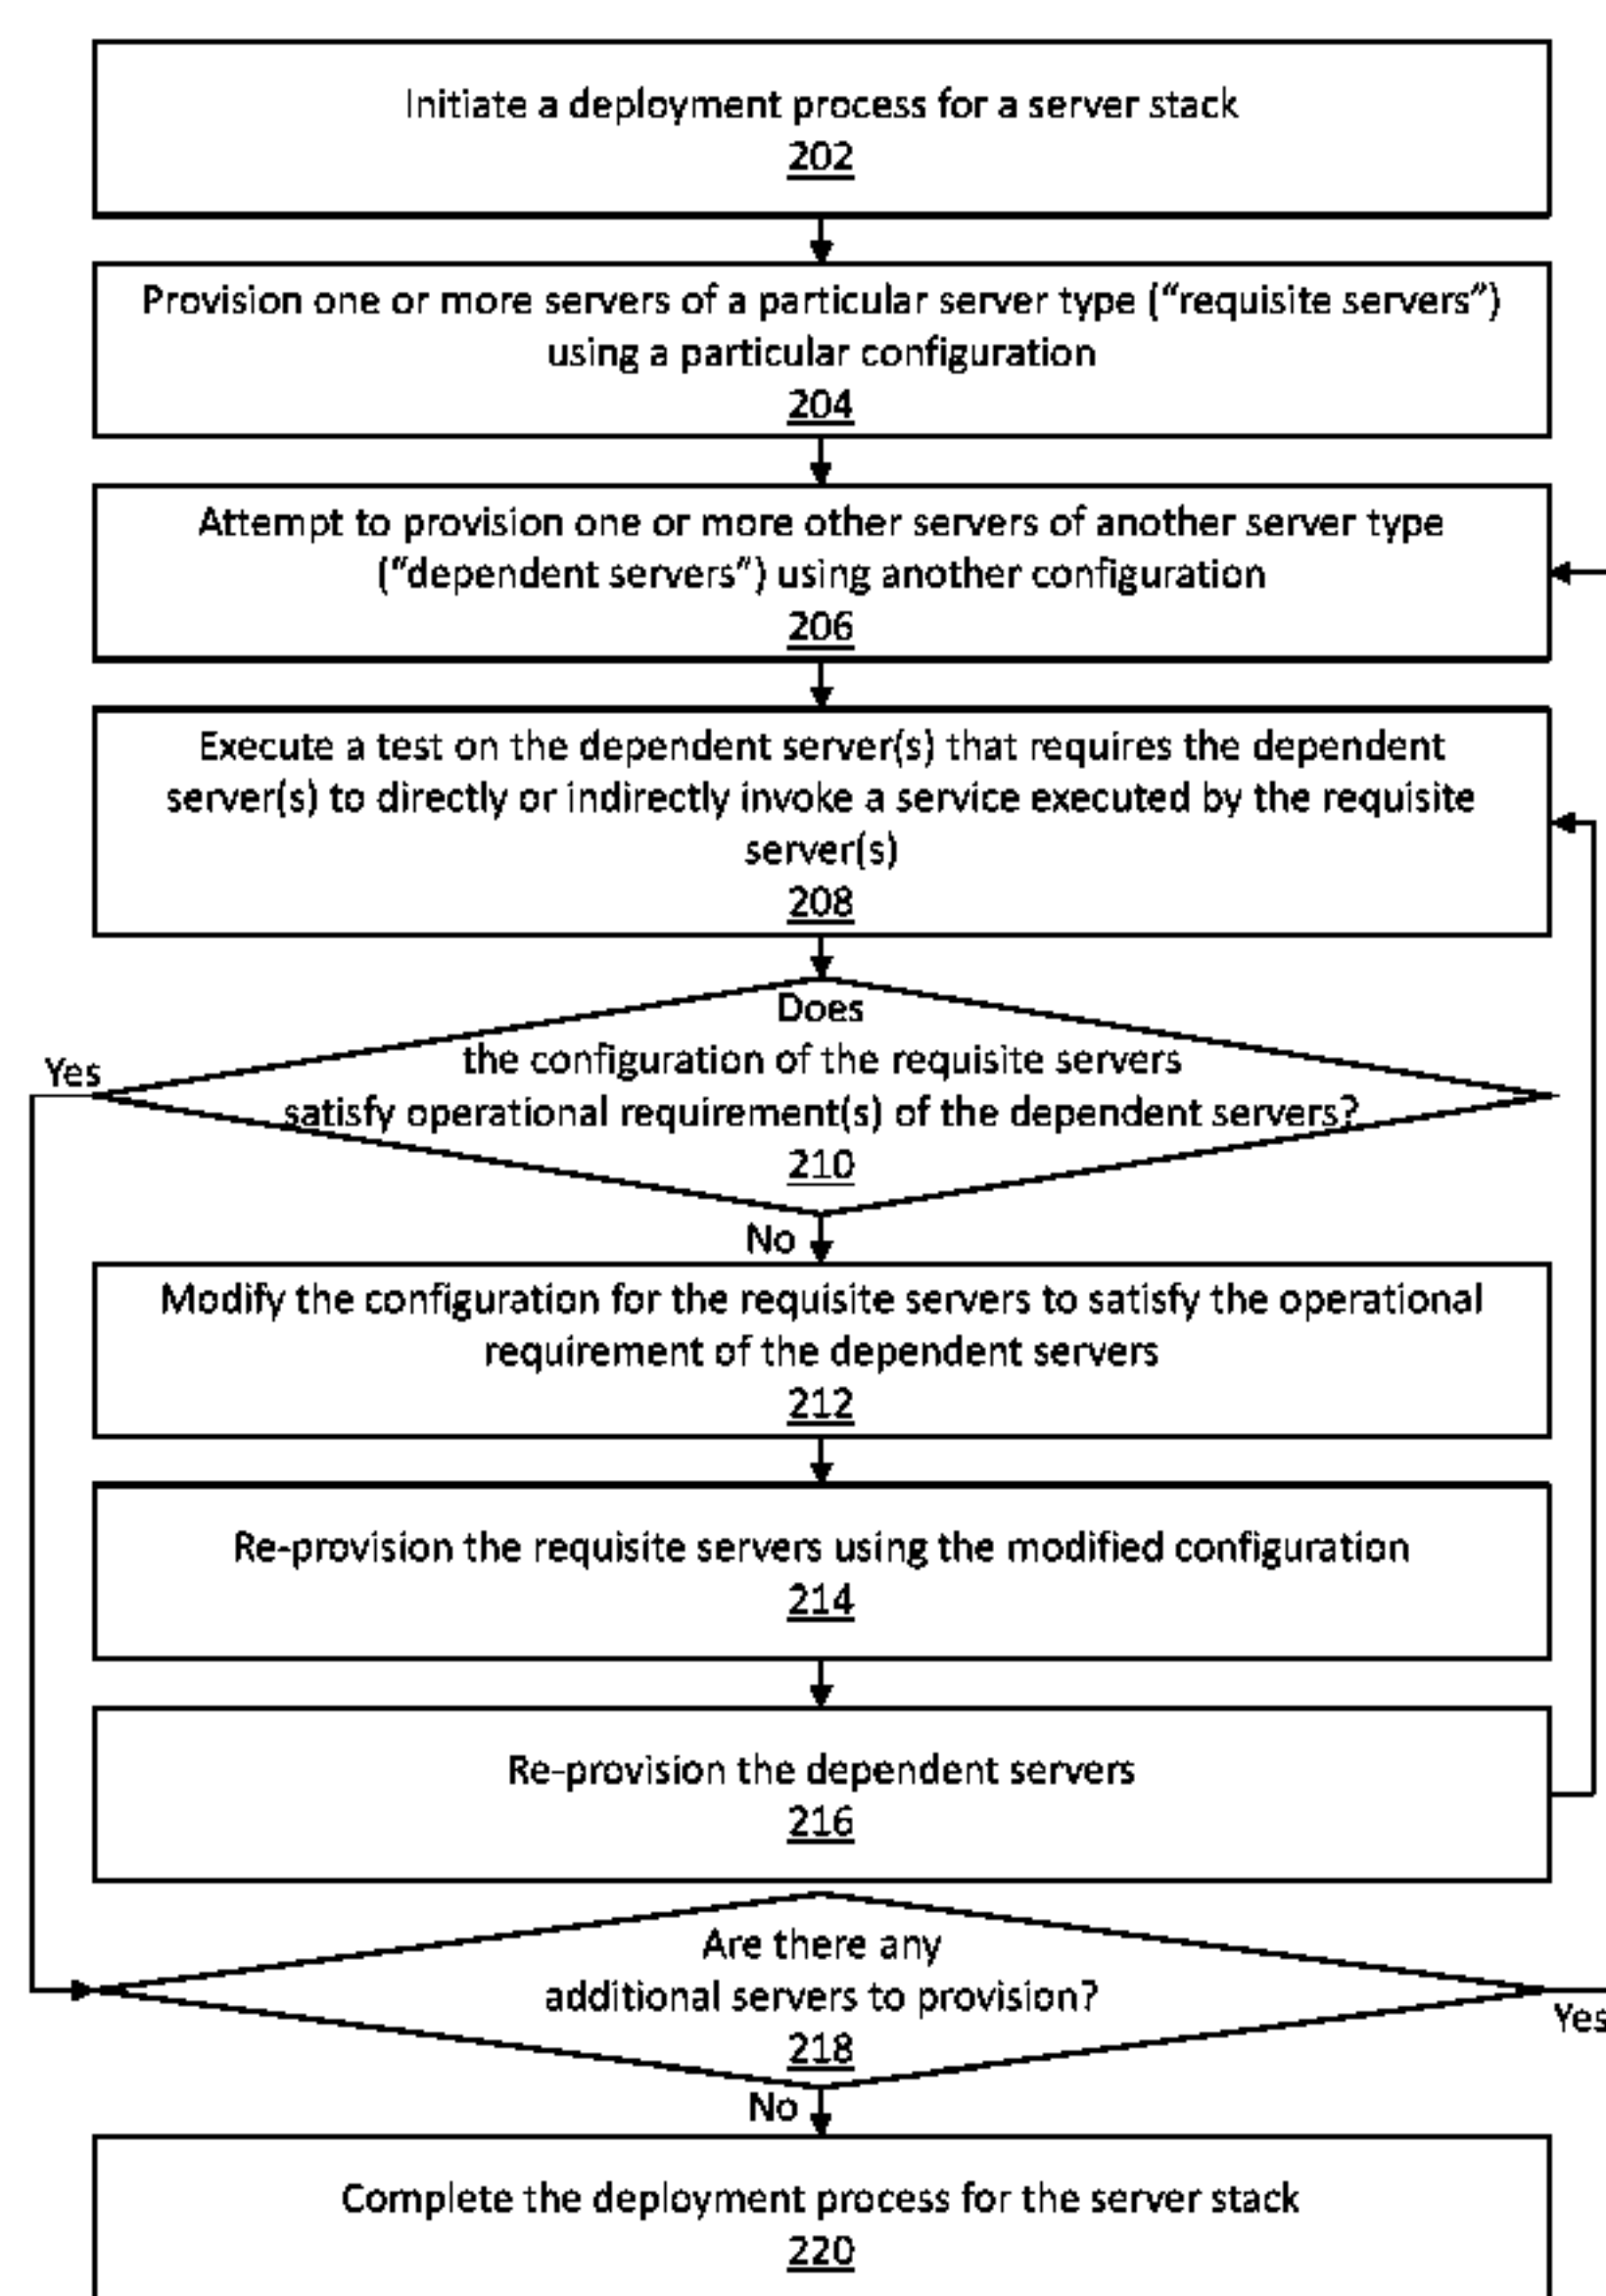 Initiate a deployment process for a server stack
202
Provision one or more servers of a particular server type (“requisite servers”)
using a particular configuration
204
Attempt to provision one or more other servers of another server type
(“dependent servers”) using another configuration
206
Execute a test on the dependent server(s) that requires the dependent
server(s) to directly or indirectly invoke a service executed by the requisite
server(s)
208
Does
the configuration of the requisite servers
satisfy operational requirement(s) of the dependent servers?
210
Yes
No
Modify the configuration for the requisite servers to satisfy the operational
requirement of the dependent servers
212
Re-provision the requisite servers using the modified configuration
214
Re-provision the dependent servers
216
Are there any
additional servers to provision?
218
Yes
No
Complete the deployment process for the server stack
220